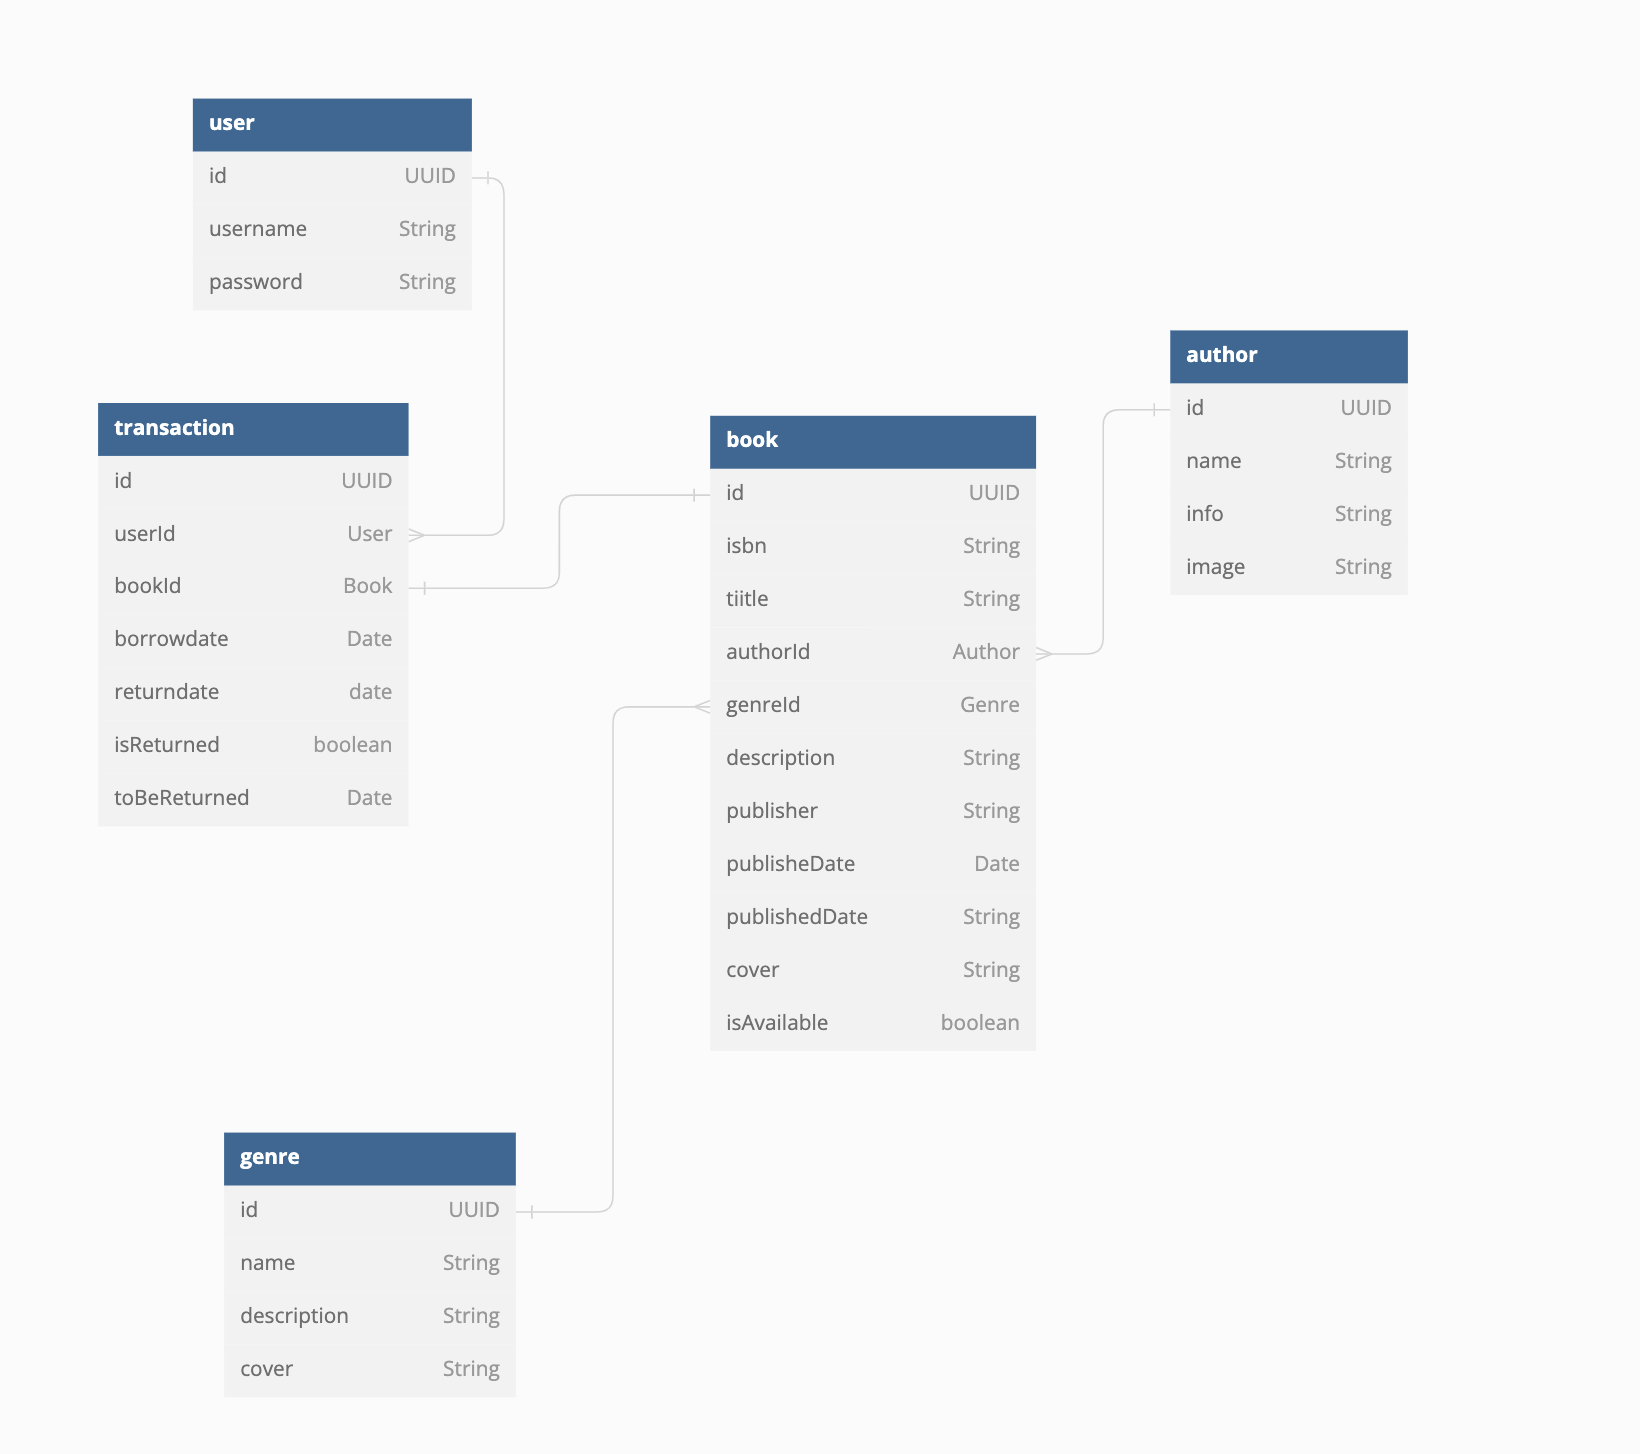 user
id UUID
username String
password String
transaction
id UUID
userId User
bookId Book
borrowdate Date
returndate date
isReturned boolean
toBeReturned Date
book
id UUID
isbn String
tiitle String
authorId Author
genreId Genre
description String
publisher String
publisheDate Date
publishedDate String
cover String
isAvailable boolean
author
id UUID
name String
info String
image String
genre
id UUID
name String
description String
cover String